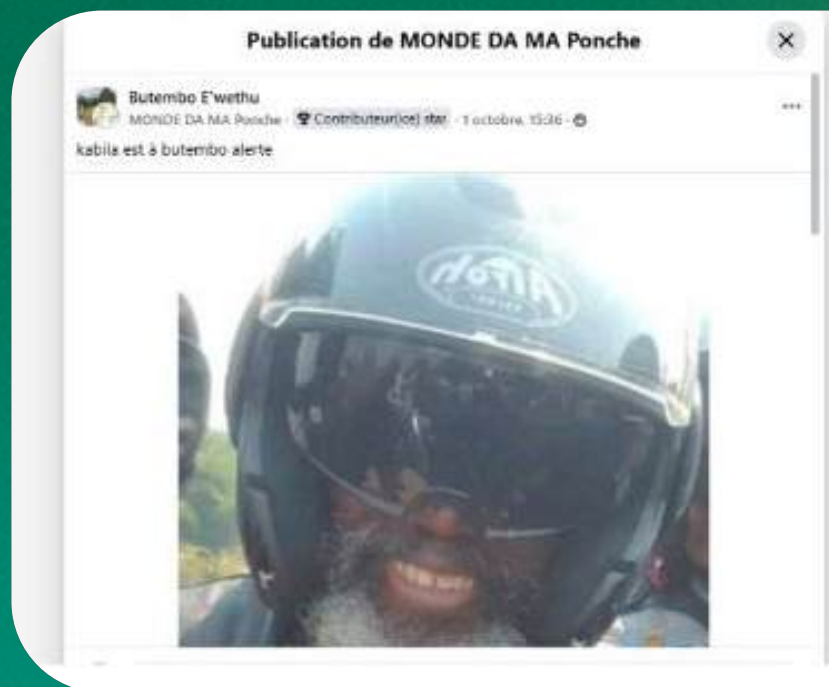 Publication de MONDE DA MA Ponche
Butembo E'wethu
MONDE DA MA Ponche · Contributeur(ice) star · 1 octobre, 15:36 ·
kabila est à butembo alerte